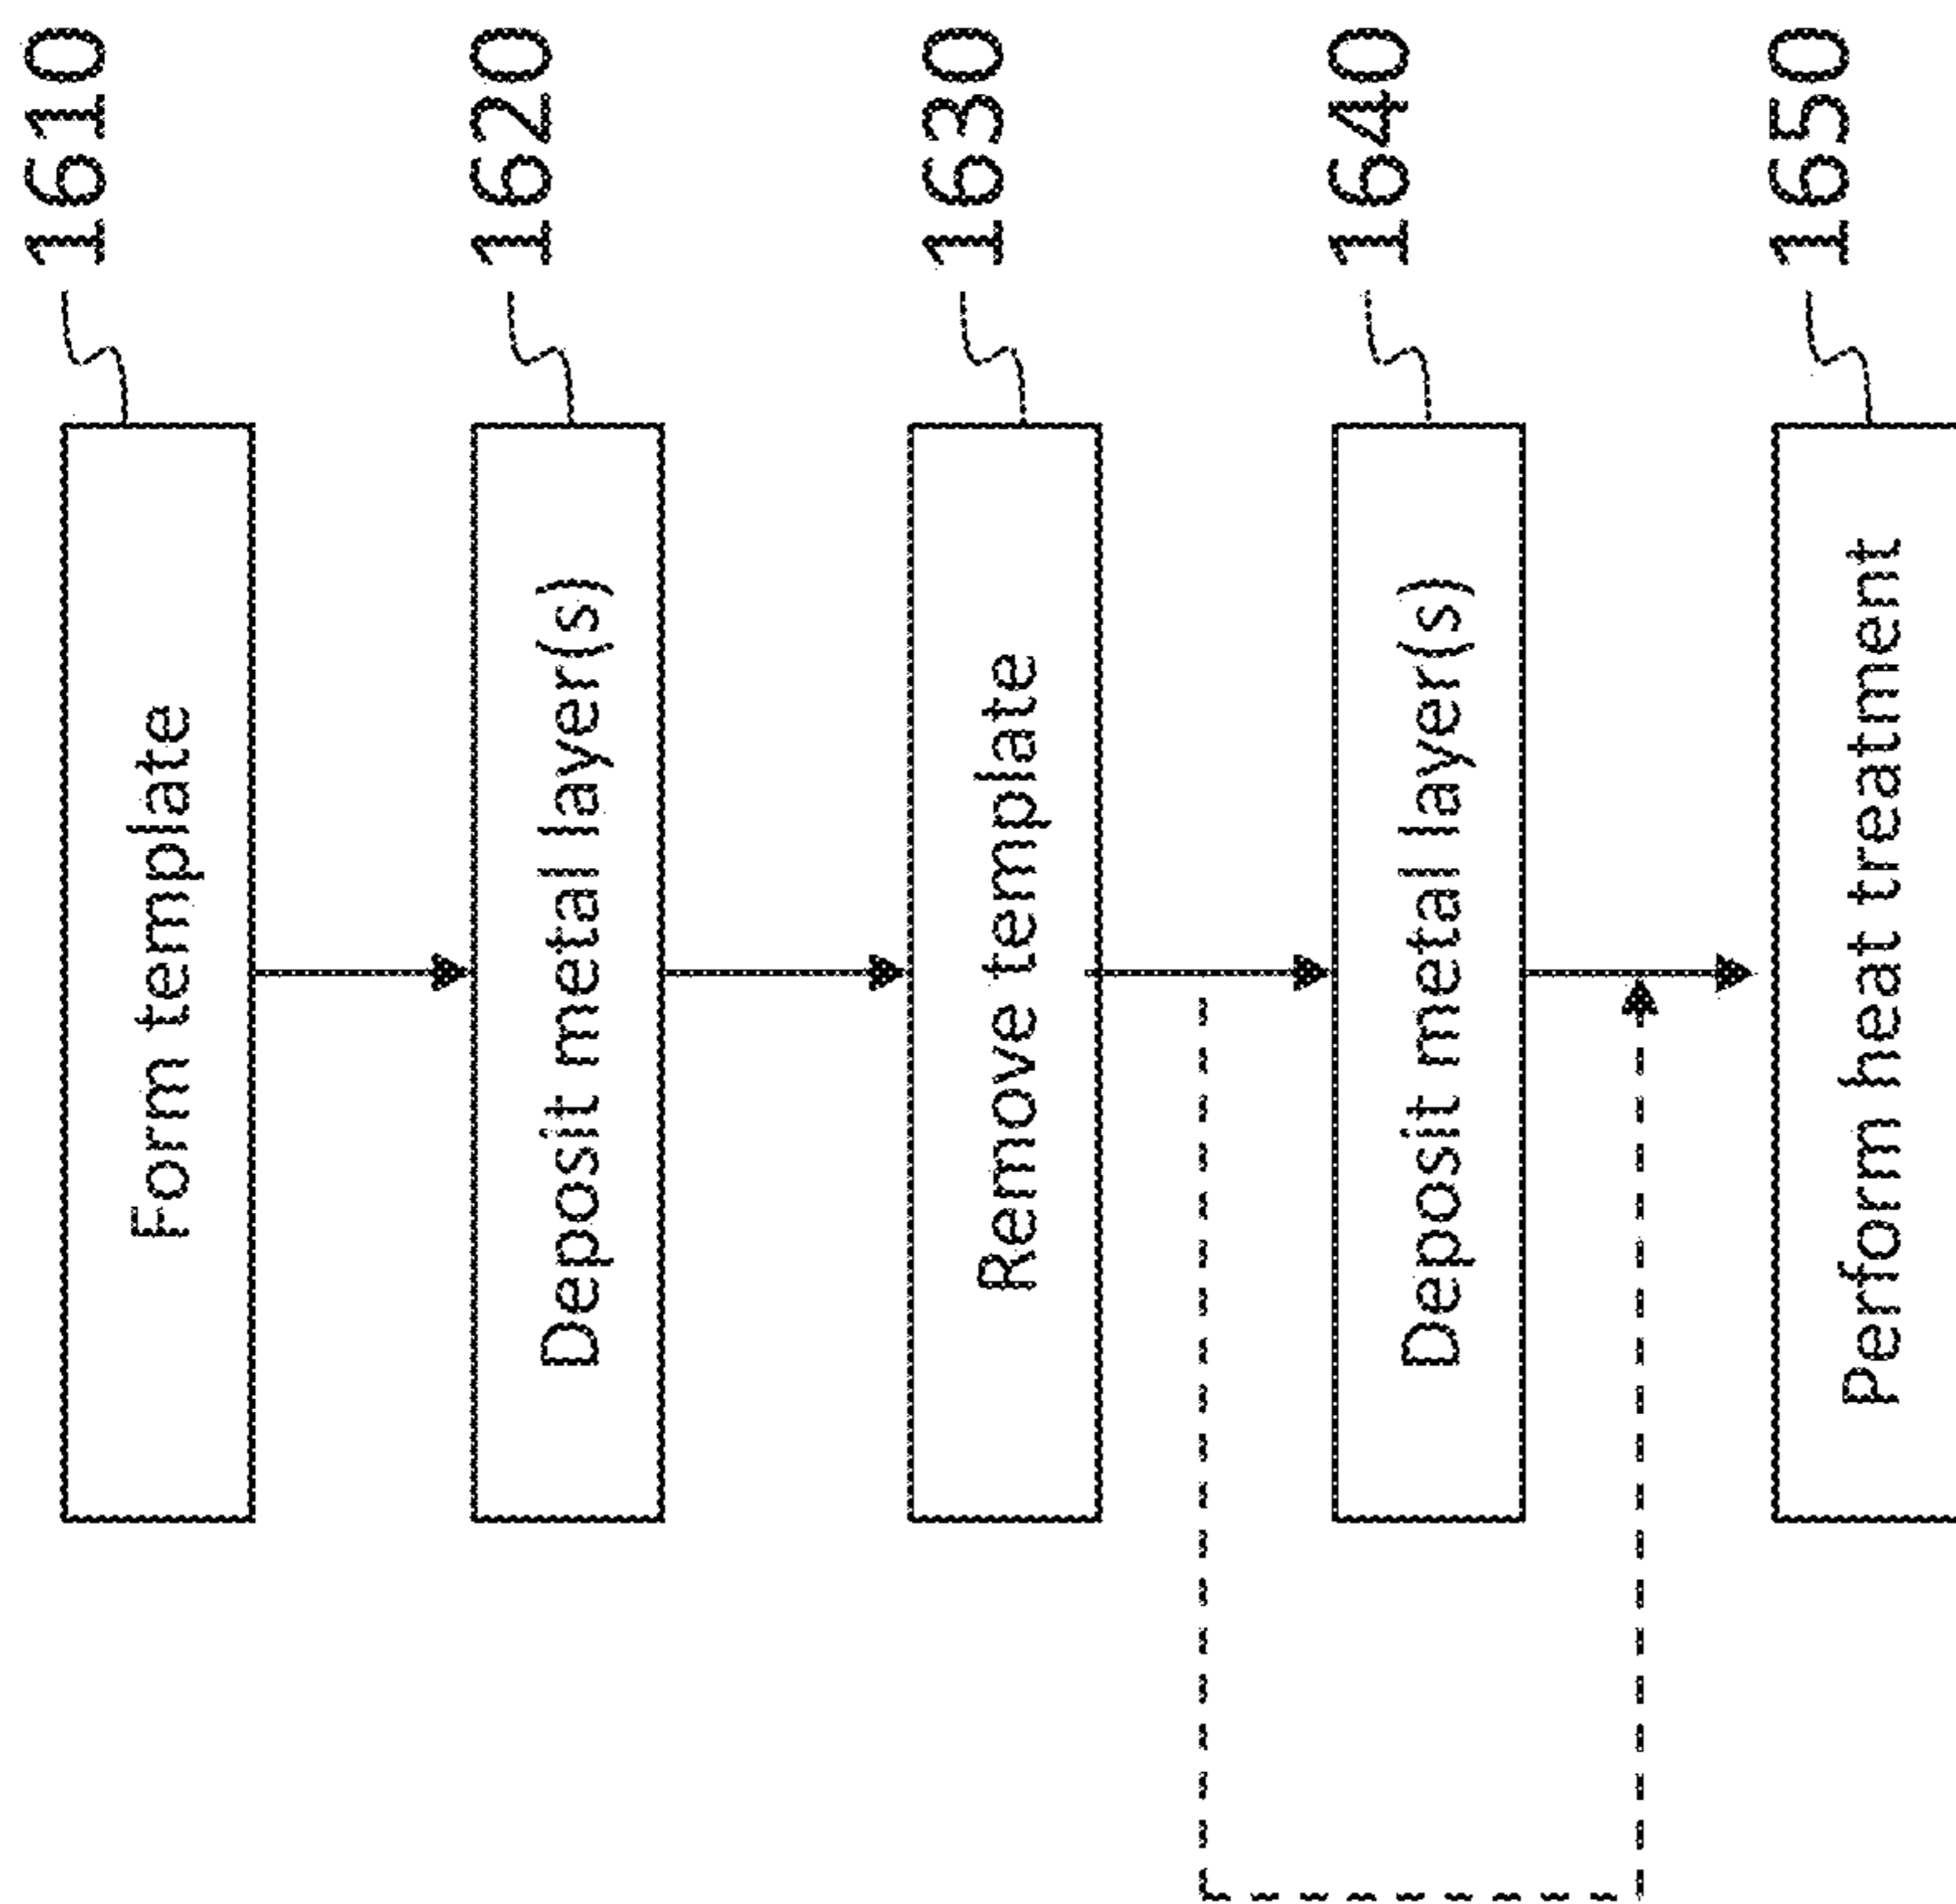 Form template
1610
Deposit metal layer(s)
1620
Remove template
1630
Deposit metal layer(s)
1640
Perform heat treatment
1650